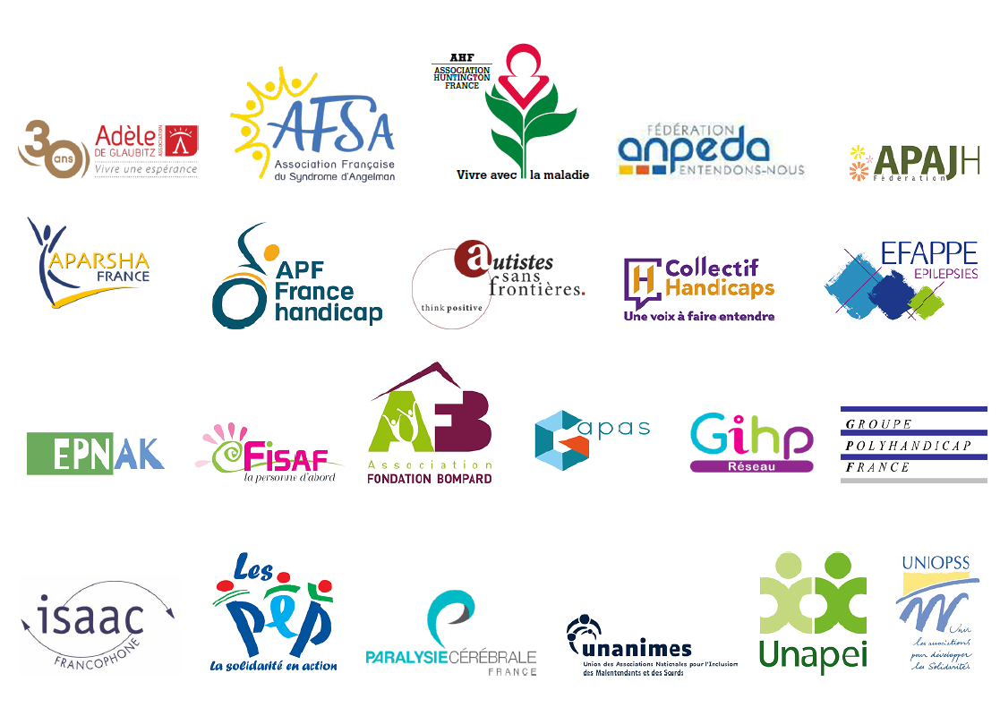 30
ans
Adèle
DE GLAUBITZ
ASSOCIATION
Vivre une espérance
AFSA
Association Française
du Syndrome d'Angelman
AHF
ASSOCIATION
HUNTINGTON
FRANCE
Vivre avec la maladie
FÉDÉRATION
anpeda
ENTENDONS-NOUS
APAJH
Fédération
APARSHA
FRANCE
APF
France
handicap
autistes
sans
frontières.
think positive
H
Collectif
Handicaps
Une voix à faire entendre
EFAPPE
EPILEPSIES
EPNAK
FiSAF
la personne d'abord
AFB
Association
FONDATION BOMPARD
Gapas
Gihp
Réseau
GROUPE
POLYHANDICAP
FRANCE
isaac
FRANCOPHONE
Les
pep
La solidarité en action
PARALYSIECÉRÉBRALE
FRANCE
unanimes
Union des Associations Nationales pour l'Inclusion
des Malentendants et des Sourds
Unapei
UNIOPSS
Unir
les associations
pour développer
les Solidarités